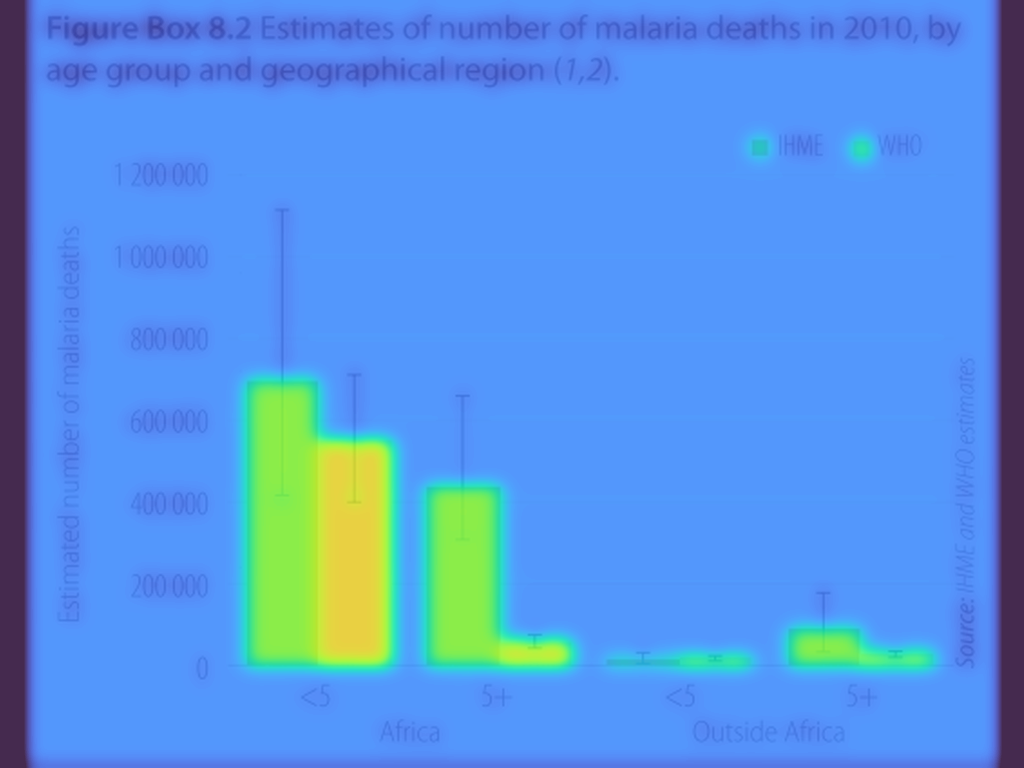 Figure Box 8.2 Estimates of number of malaria deaths in 2010, by
age group and geographical region (1,2).
IHME WHO
Estimated number of malaria deaths
1 200 000
1 000 000
800 000
600 000
400 000
200 000
0
<5 5+ <5 5+
Africa Outside Africa
Source: IHME and WHO estimates